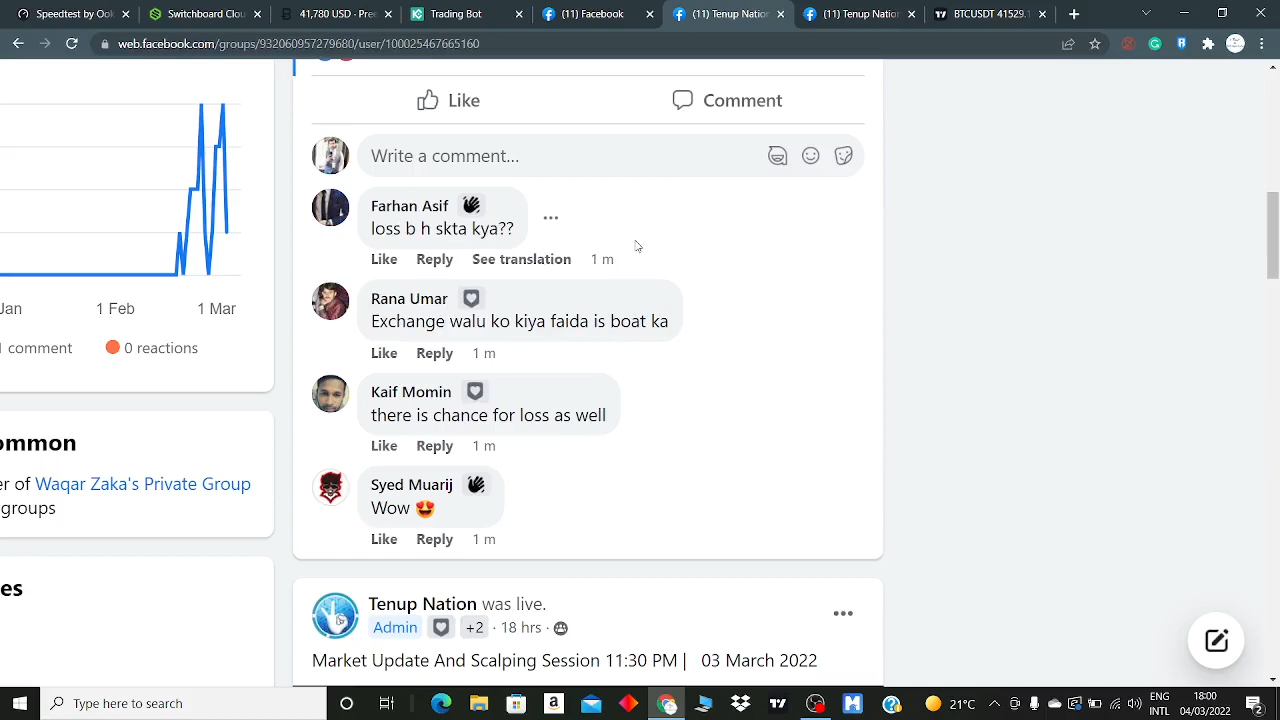 Speedtest by Ook
Switchboard Clou
41,780 USD - Pree
Trading Bot
(11) Facebook
(11) Tenup Nation
(11) Tenup Nation
BTCUSDT 41529.1
web.facebook.com/groups/932060957279680/user/100025467665160
Like
Comment
Write a comment...
Farhan Asif
loss b h skta kya??
Like Reply See translation 1 m
Rana Umar
Exchange walu ko kiya faida is boat ka
Like Reply 1 m
Kaif Momin
there is chance for loss as well
Like Reply 1 m
Syed Muarij
Wow 😍
Like Reply 1 m
Jan
1 Feb
1 Mar
comment
0 reactions
ommon
er of Waqar Zaka's Private Group
groups
es
Tenup Nation was live.
Admin +2 · 18 hrs ·
Market Update And Scalping Session 11:30 PM | 03 March 2022
Type here to search
21°C
ENG
INTL
18:00
04/03/2022
2